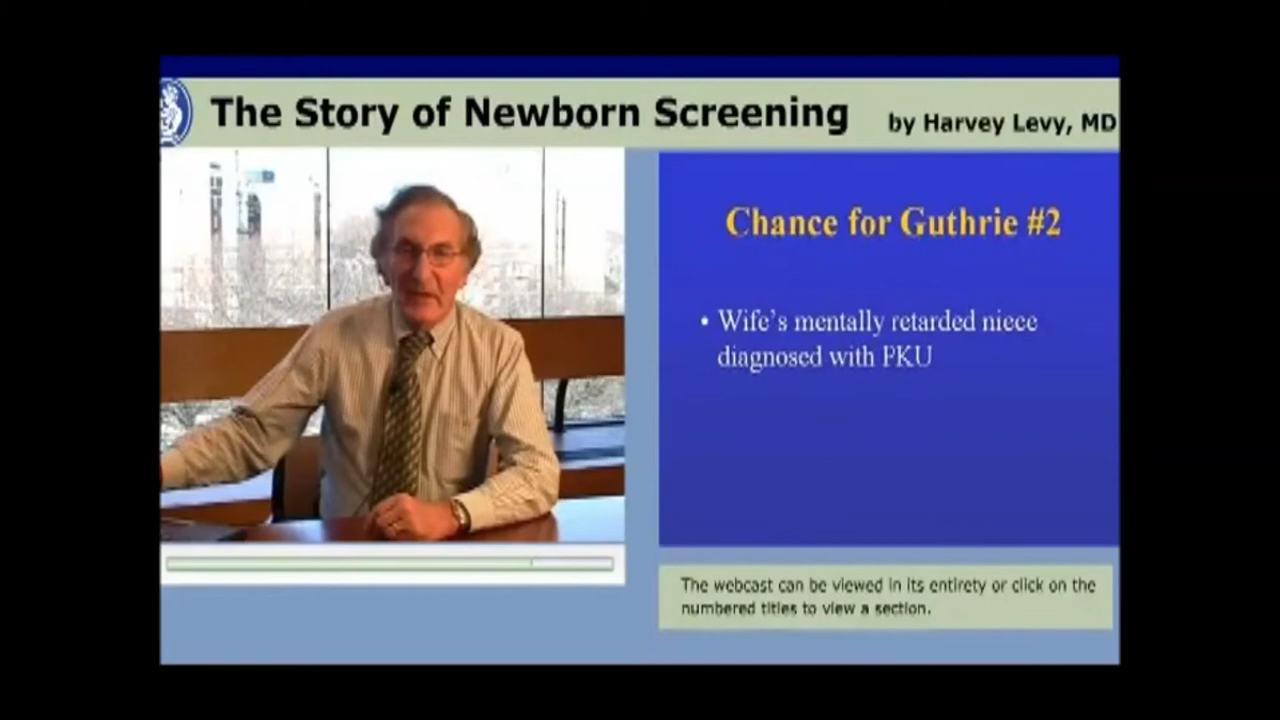 The Story of Newborn Screening by Harvey Levy, MD
Chance for Guthrie #2
• Wife's mentally retarded niece
diagnosed with PKU
The webcast can be viewed in its entirety or click on the
numbered titles to view a section.